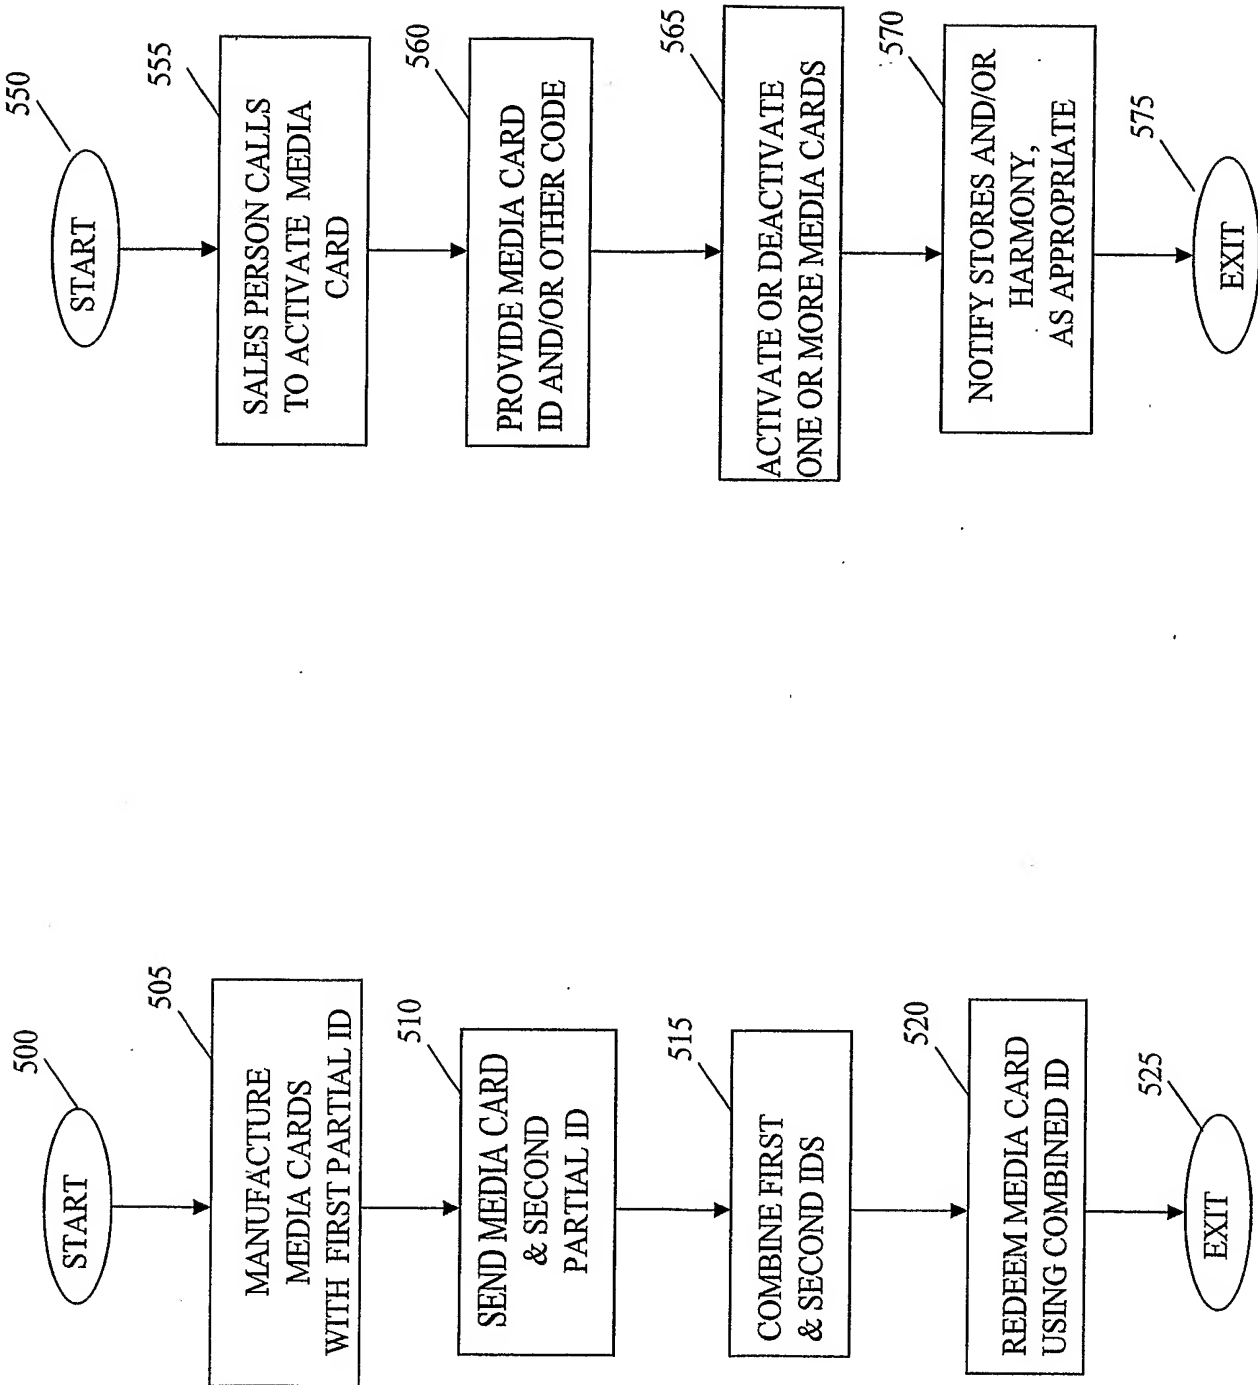 500
START
505
MANUFACTURE
MEDIA CARDS
WITH FIRST PARTIAL ID
510
SEND MEDIA CARD
& SECOND
PARTIAL ID
515
COMBINE FIRST
& SECOND IDS
520
REDEEM MEDIA CARD
USING COMBINED ID
525
EXIT
550
START
555
SALES PERSON CALLS
TO ACTIVATE MEDIA
CARD
560
PROVIDE MEDIA CARD
ID AND/OR OTHER CODE
565
ACTIVATE OR DEACTIVATE
ONE OR MORE MEDIA CARDS
570
NOTIFY STORES AND/OR
HARMONY,
AS APPROPRIATE
575
EXIT